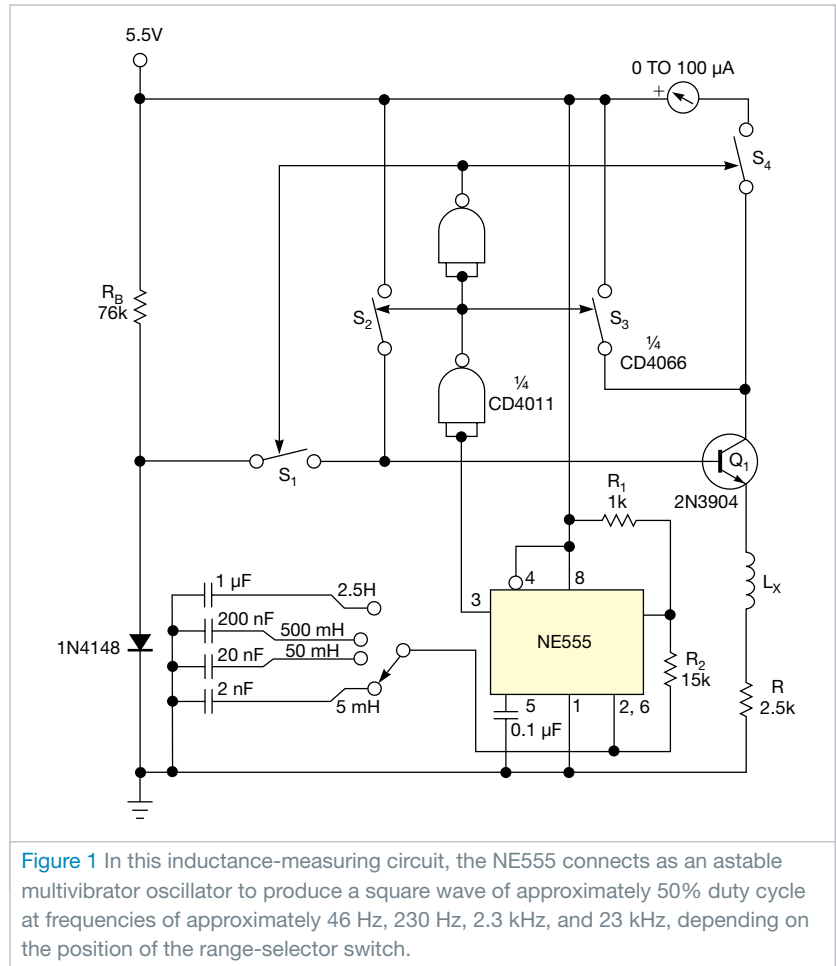 5.5V
0 TO 100 µA
+
S4
RB
76k
S2
S3
¼
CD4066
¼
CD4011
S1
Q1
2N3904
R1
1k
1 µF
2.5H
4
8
LX
3
200 nF
500 mH
1N4148
20 nF
50 mH
NE555
R2
15k
2 nF
5 mH
5
1
2, 6
R
2.5k
0.1 µF
Figure 1 In this inductance-measuring circuit, the NE555 connects as an astable
multivibrator oscillator to produce a square wave of approximately 50% duty cycle
at frequencies of approximately 46 Hz, 230 Hz, 2.3 kHz, and 23 kHz, depending on
the position of the range-selector switch.